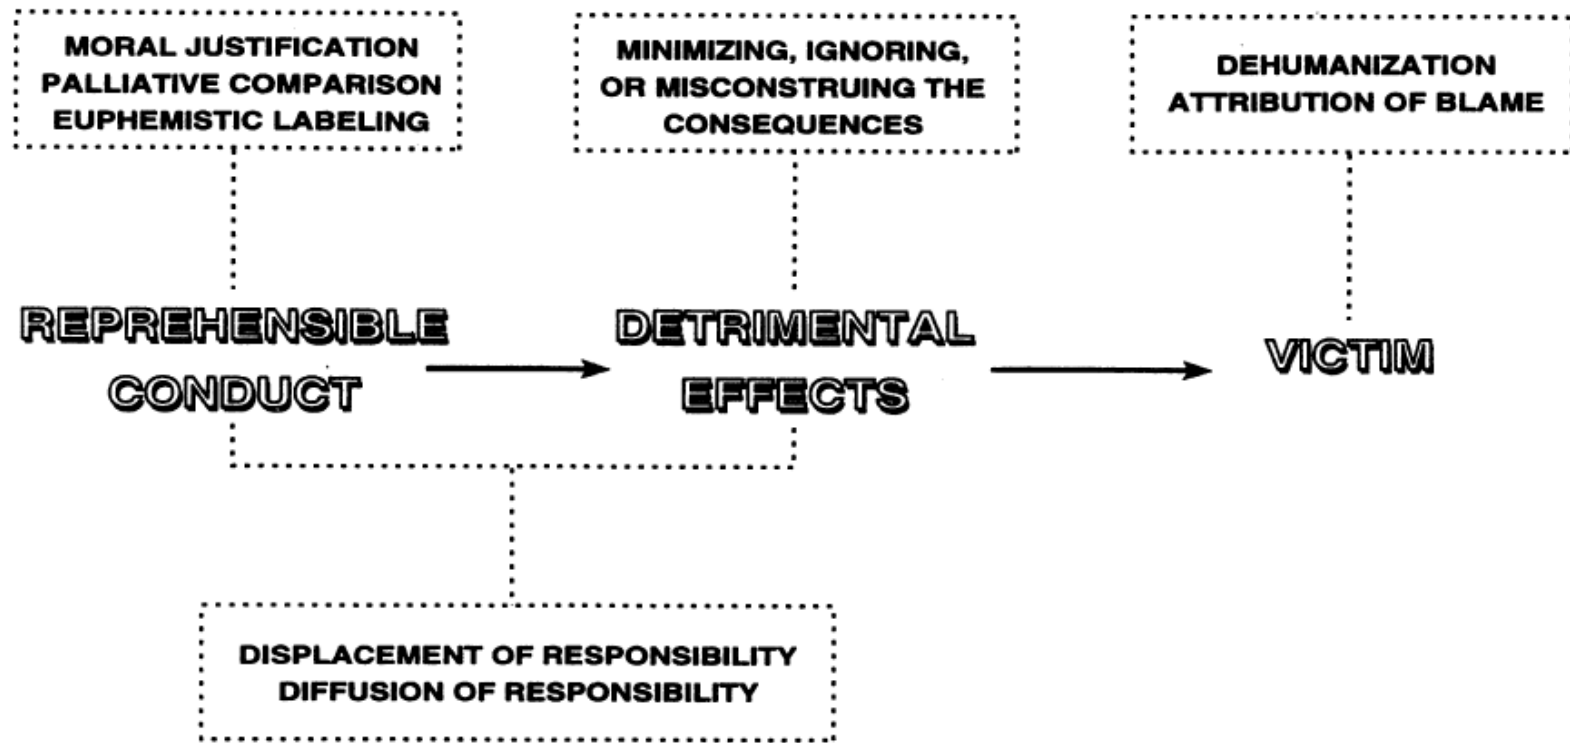 MORAL JUSTIFICATION
PALLIATIVE COMPARISON
EUPHEMISTIC LABELING
MINIMIZING, IGNORING,
OR MISCONSTRUING THE
CONSEQUENCES
DEHUMANIZATION
ATTRIBUTION OF BLAME
REPREHENSIBLE
CONDUCT
DETRIMENTAL
EFFECTS
VICTIM
DISPLACEMENT OF RESPONSIBILITY
DIFFUSION OF RESPONSIBILITY